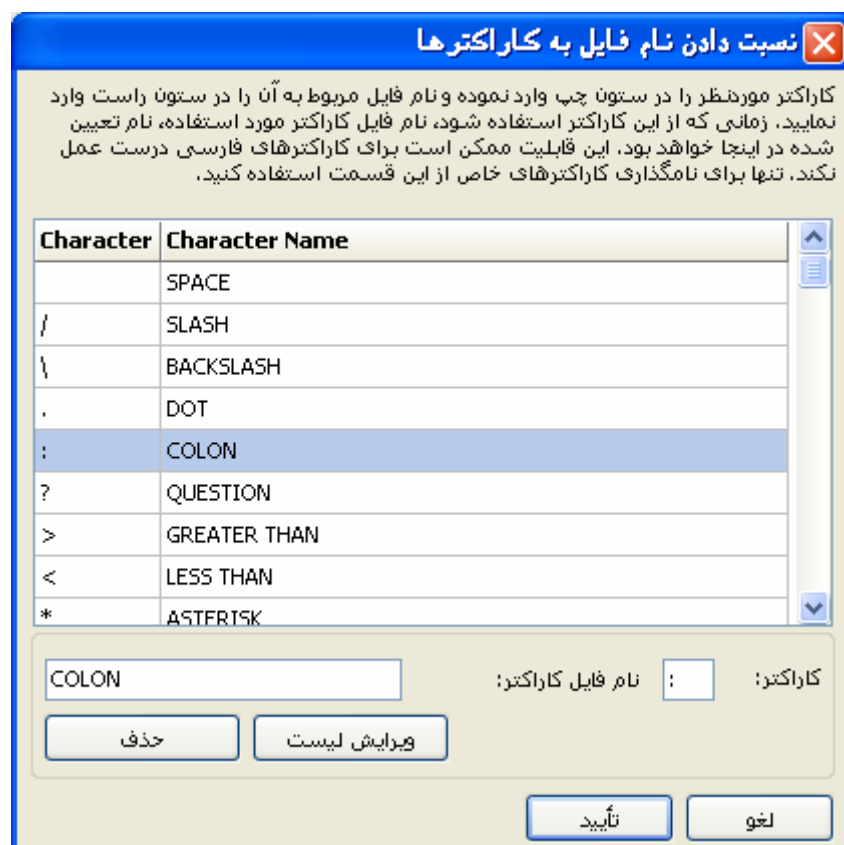 نسبت دادن نام فایل به کاراکترها
کاراکتر موردنظر را در ستون چپ وارد نموده و نام فایل مربوط به آن را در ستون راست وارد
نمایید. زمانی که از این کاراکتر استفاده شود، نام فایل کاراکتر مورد استفاده، نام تعیین
شده در اینجا خواهد بود. این قابلیت ممکن است برای کاراکترهای فارسی درست عمل
نکند. تنها برای نامگذاری کاراکترهای خاص از این قسمت استفاده کنید.
Character Character Name
SPACE
/ SLASH
\ BACKSLASH
. DOT
: COLON
? QUESTION
> GREATER THAN
< LESS THAN
* ASTERISK
کاراکتر: : نام فایل کاراکتر: COLON
ویرایش لیست حذف
لغو تأیید